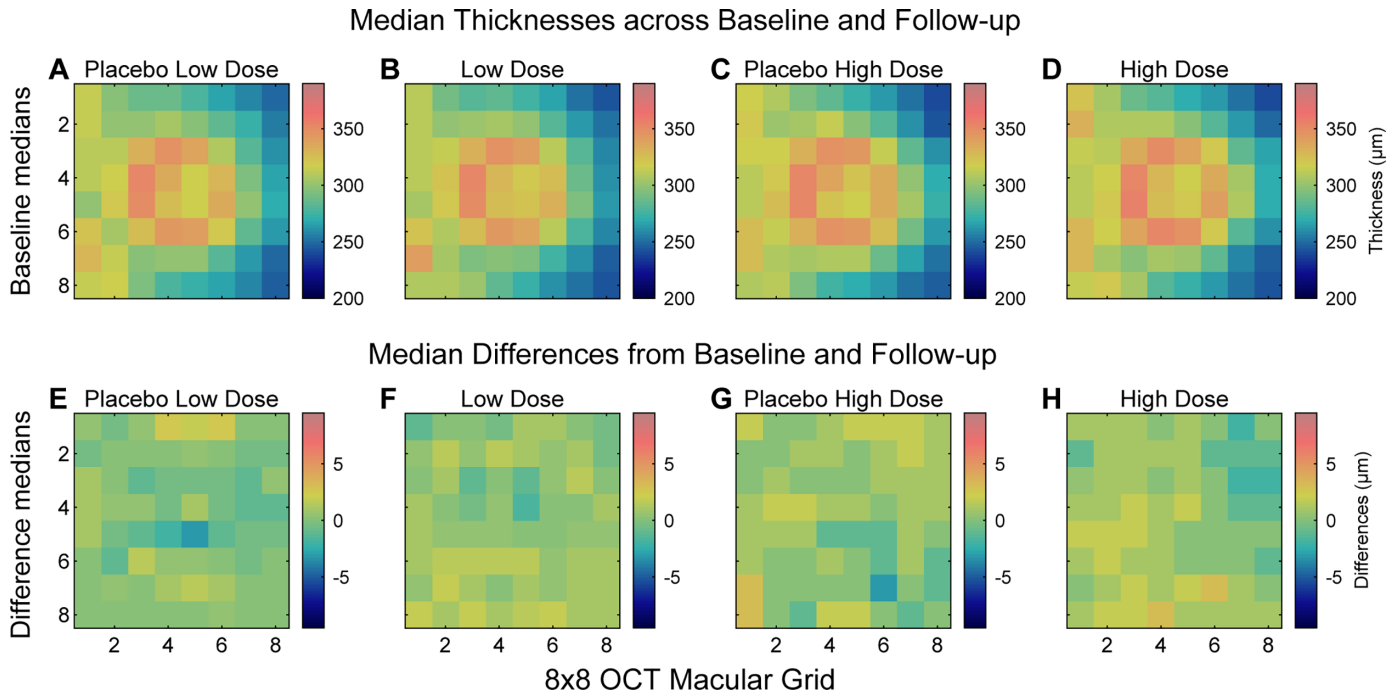 Median Thicknesses across Baseline and Follow-up
A Placebo Low Dose
B Low Dose
C Placebo High Dose
D High Dose
Baseline medians
2
4
6
8
350
300
250
200
350
300
250
200
350
300
250
200
350
300
250
200
Thickness (μm)
Median Differences from Baseline and Follow-up
E Placebo Low Dose
F Low Dose
G Placebo High Dose
H High Dose
Difference medians
2
4
6
8
5
0
-5
5
0
-5
5
0
-5
5
0
-5
Differences (μm)
2 4 6 8
2 4 6 8
2 4 6 8
2 4 6 8
8x8 OCT Macular Grid